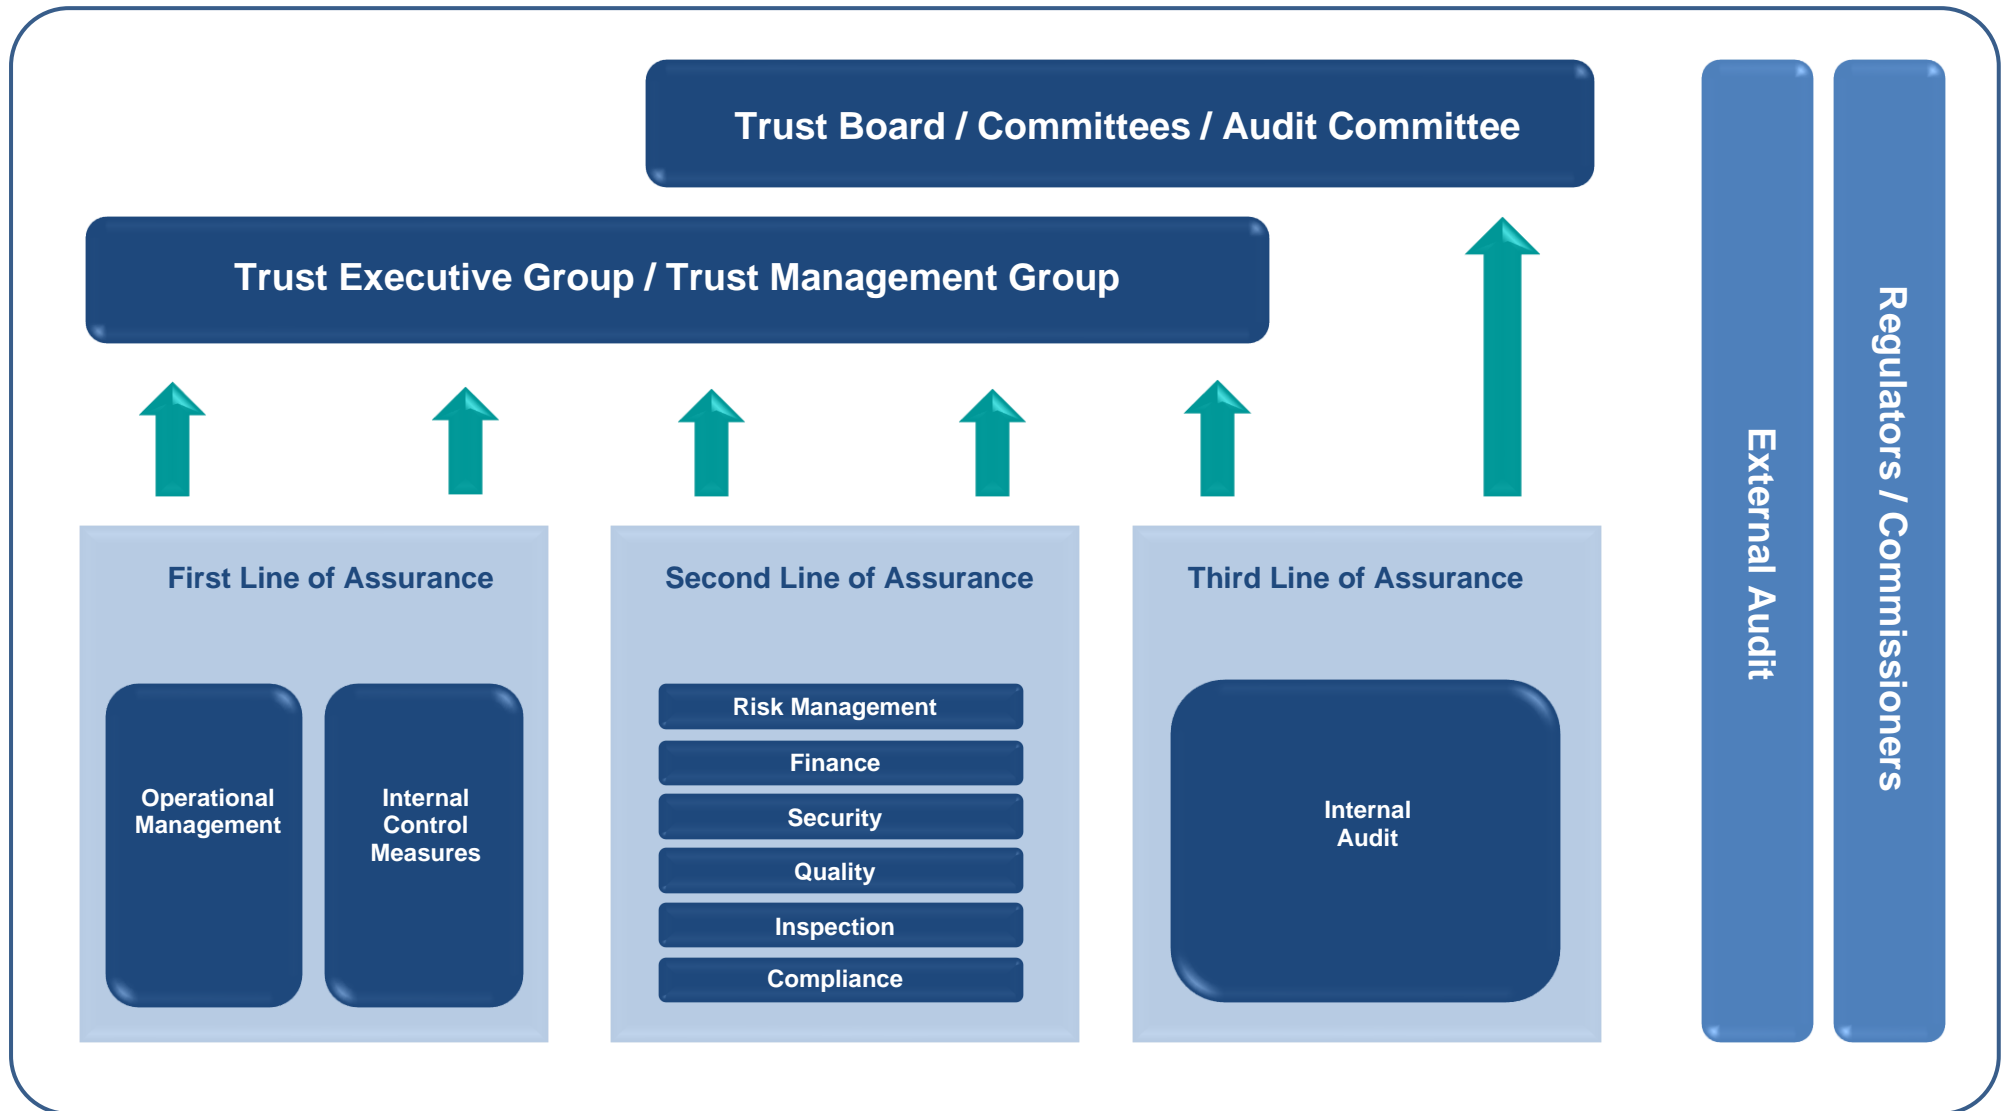 Trust Board / Committees / Audit Committee
Trust Executive Group / Trust Management Group
First Line of Assurance
Operational
Management
Internal
Control
Measures
Second Line of Assurance
Risk Management
Finance
Security
Quality
Inspection
Compliance
Third Line of Assurance
Internal
Audit
External Audit
Regulators / Commissioners